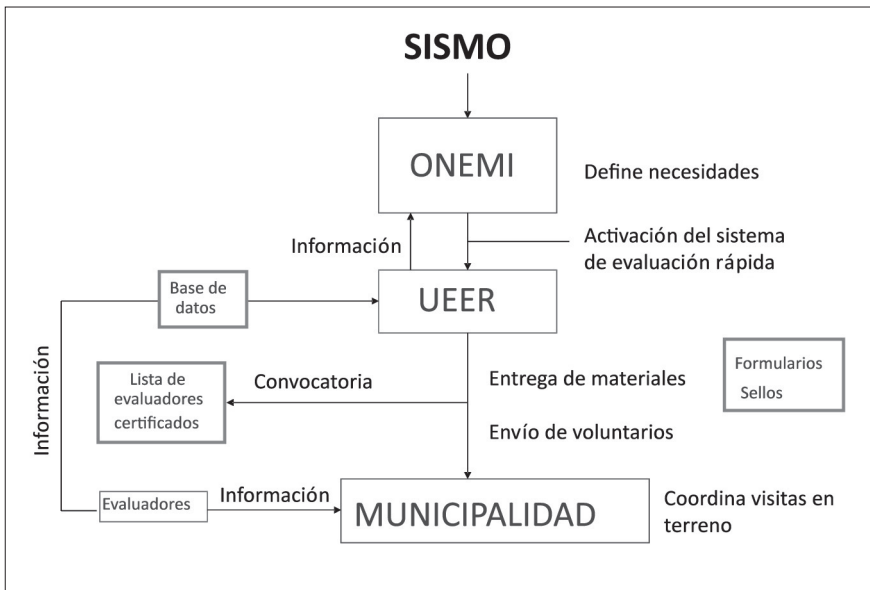 SISMO
ONEMI
Define necesidades
Información
Activación del sistema
de evaluación rápida
Base de
datos
UEER
Información
Lista de
evaluadores
certificados
Convocatoria
Entrega de materiales
Envío de voluntarios
Formularios
Sellos
Evaluadores
Información
MUNICIPALIDAD
Coordina visitas en
terreno